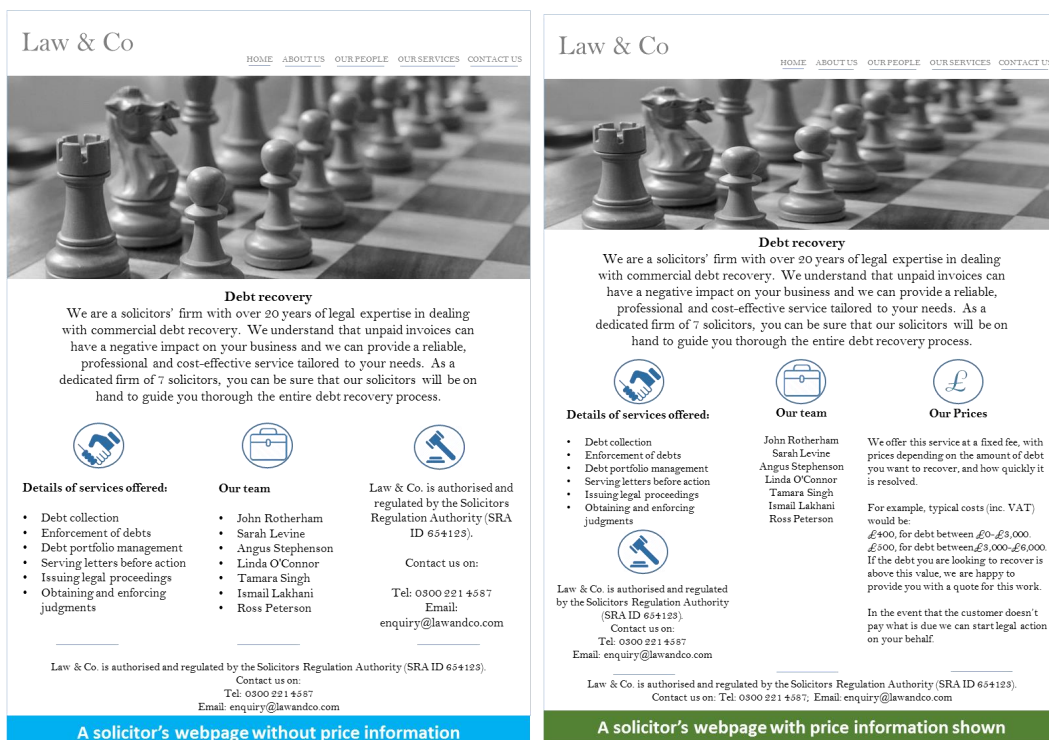 Law & Co
HOME ABOUT US OUR PEOPLE OUR SERVICES CONTACT US
Debt recovery
We are a solicitors' firm with over 20 years of legal expertise in dealing
with commercial debt recovery. We understand that unpaid invoices can
have a negative impact on your business and we can provide a reliable,
professional and cost-effective service tailored to your needs. As a
dedicated firm of 7 solicitors, you can be sure that our solicitors will be on
hand to guide you thorough the entire debt recovery process.
Details of services offered:
• Debt collection
• Enforcement of debts
• Debt portfolio management
• Serving letters before action
• Issuing legal proceedings
• Obtaining and enforcing
judgments
Our team
• John Rotherham
• Sarah Levine
• Angus Stephenson
• Linda O'Connor
• Tamara Singh
• Ismail Lakhani
• Ross Peterson
Law & Co. is authorised and
regulated by the Solicitors
Regulation Authority (SRA
ID 654123).
Contact us on:
Tel: 0300 221 4587
Email:
enquiry@lawandco.com
Law & Co. is authorised and regulated by the Solicitors Regulation Authority (SRA ID 654123).
Contact us on:
Tel: 0300 221 4587
Email: enquiry@lawandco.com
A solicitor's webpage without price information
Law & Co
HOME ABOUT US OUR PEOPLE OUR SERVICES CONTACT US
Debt recovery
We are a solicitors' firm with over 20 years of legal expertise in dealing
with commercial debt recovery. We understand that unpaid invoices can
have a negative impact on your business and we can provide a reliable,
professional and cost-effective service tailored to your needs. As a
dedicated firm of 7 solicitors, you can be sure that our solicitors will be on
hand to guide you thorough the entire debt recovery process.
Details of services offered:
• Debt collection
• Enforcement of debts
• Debt portfolio management
• Serving letters before action
• Issuing legal proceedings
• Obtaining and enforcing
judgments
Law & Co. is authorised and regulated
by the Solicitors Regulation Authority
(SRA ID 654123).
Contact us on:
Tel: 0300 221 4587
Email: enquiry@lawandco.com
Our team
John Rotherham
Sarah Levine
Angus Stephenson
Linda O'Connor
Tamara Singh
Ismail Lakhani
Ross Peterson
£
Our Prices
We offer this service at a fixed fee, with
prices depending on the amount of debt
you want to recover, and how quickly it
is resolved.
For example, typical costs (inc. VAT)
would be:
£400, for debt between £0-£3,000.
£500, for debt between £3,000-£6,000.
If the debt you are looking to recover is
above this value, we are happy to
provide you with a quote for this work.
In the event that the customer doesn't
pay what is due we can start legal action
on your behalf.
Law & Co. is authorised and regulated by the Solicitors Regulation Authority (SRA ID 654123).
Contact us on: Tel: 0300 221 4587; Email: enquiry@lawandco.com
A solicitor's webpage with price information shown